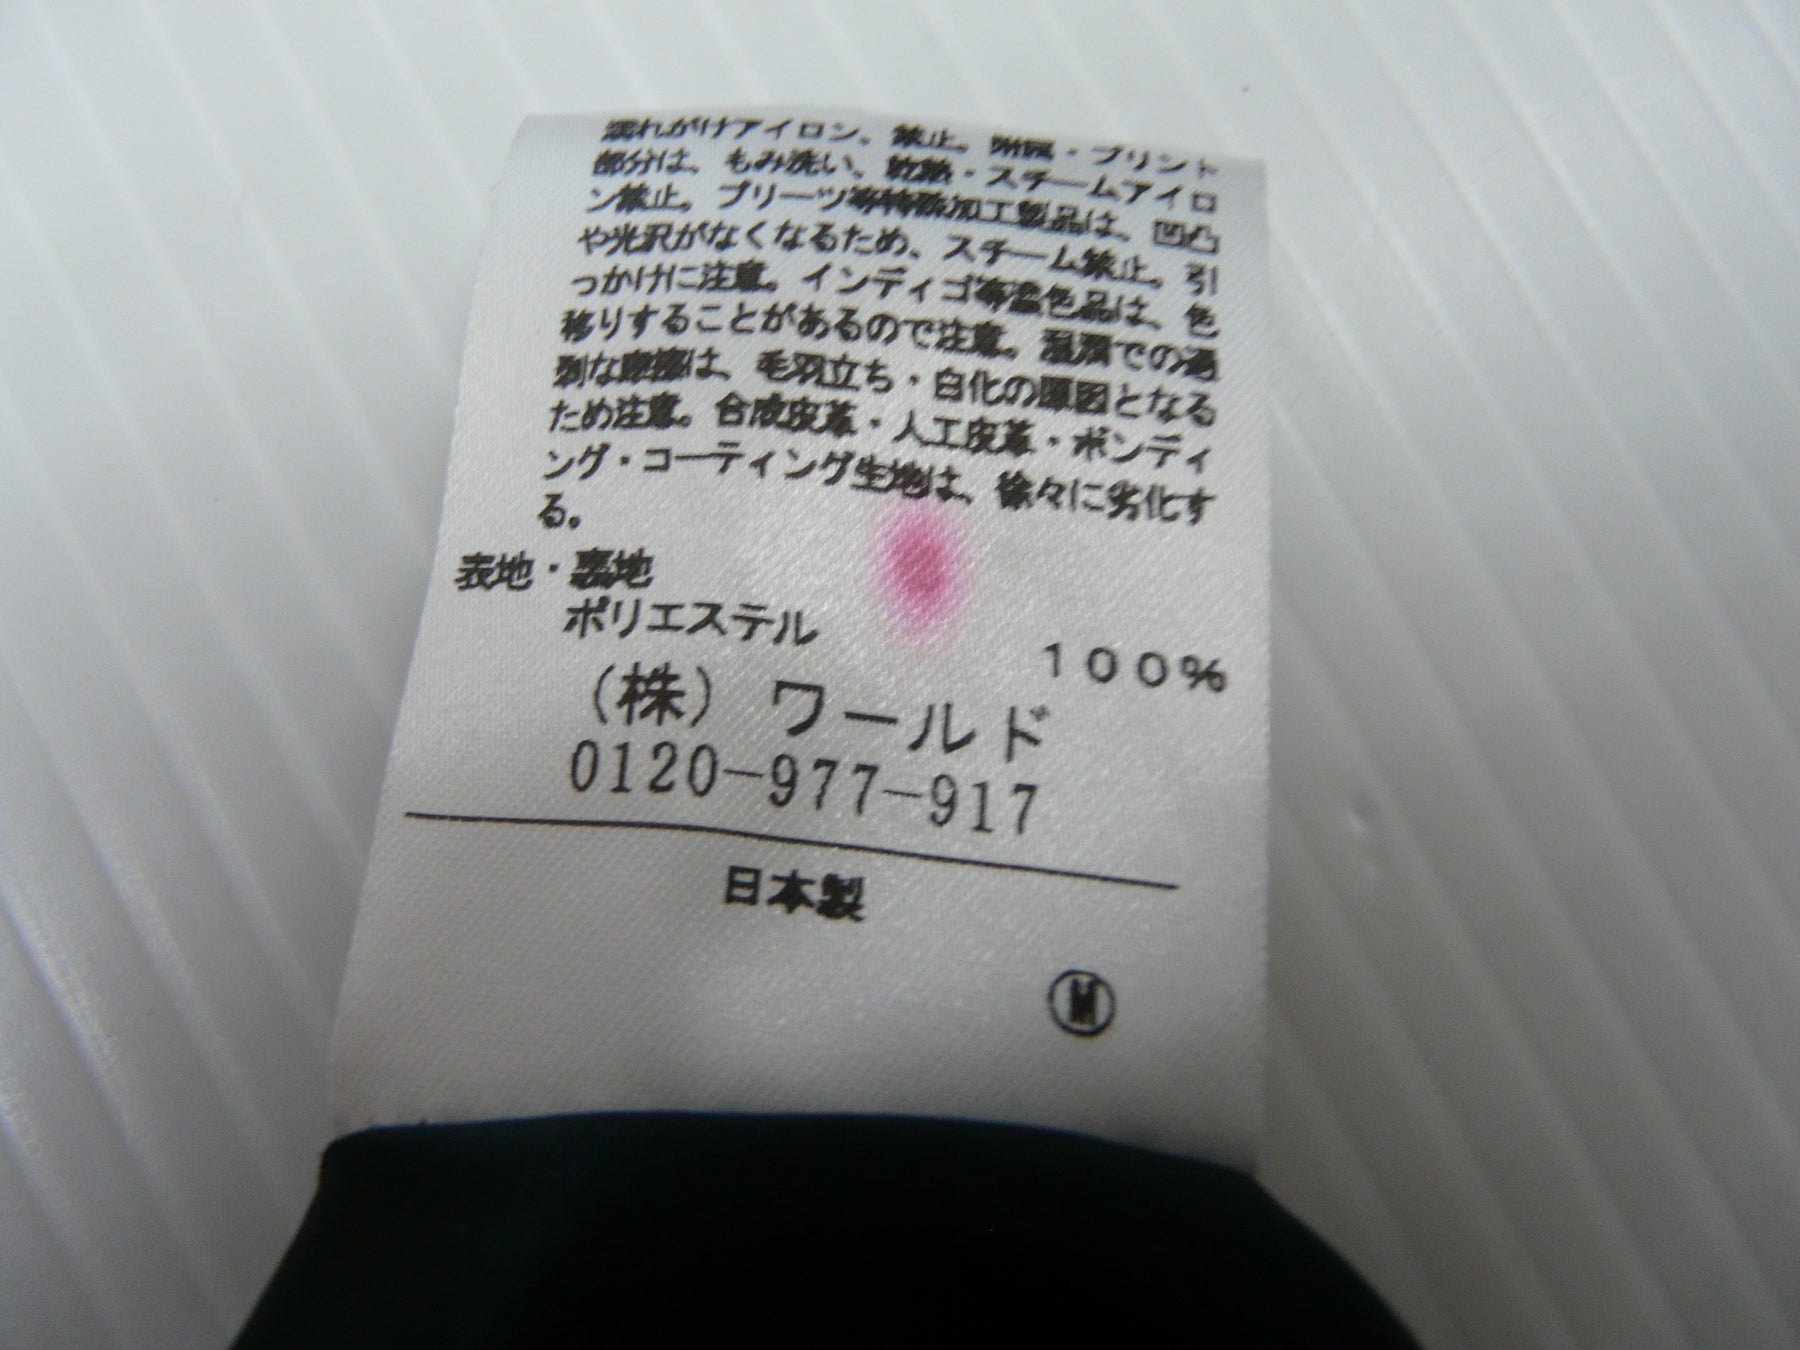 濡れがけアイロン、禁止。附属・プリント
部分は、もみ洗い、乾熱・スチームアイロ
ン禁止。プリーツ等特殊加工製品は、凹凸
や光沢がなくなるため、スチーム禁止。引
っかけに注意。インディゴ等濃色品は、色
移りすることがあるので注意。湿潤での過
剰な摩擦は、毛羽立ち・白化の原因となる
ため注意。合成皮革・人工皮革・ボンディ
ング・コーティング生地は、徐々に劣化す
る。
表地・裏地
ポリエステル 100%
（株）ワールド
0120-977-917
日本製
M